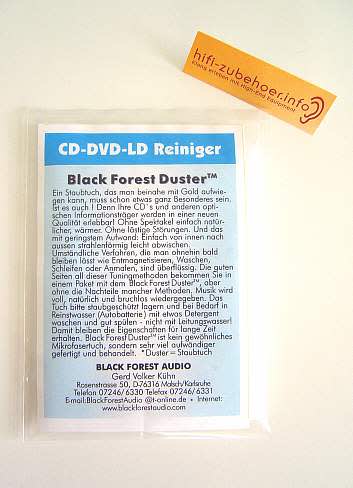 hifi-zubehoer.info
Klang erleben mit High-End Equipment
CD-DVD-LD Reiniger
Black Forest Duster™
Ein Staubtuch, das man beinahe mit Gold aufwie-
gen kann, muss schon etwas ganz Besonderes sein.
Ist es auch ! Denn Ihre CD´s und anderen opti-
schen Informationsträger werden in einer neuen
Qualität erlebbar! Ohne Spektakel einfach natür-
licher, wärmer. Ohne lästige Störungen. Und das
mit geringstem Aufwand: Einfach von innen nach
aussen strahlenförmig leicht abwischen.
Umständliche Verfahren, die man ohnehin bald
bleiben lässt wie Entmagnetisieren, Waschen,
Schleifen oder Anmalen, sind überflüssig. Die guten
Seiten all dieser Tuningmethoden bekommen Sie in
einem Paket mit dem Black Forest Duster™, aber
ohne die Nachteile mancher Methoden. Musik wird
voll, natürlich und bruchlos wiedergegeben. Das
Tuch bitte staubgeschützt lagern und bei Bedarf in
Reinstwasser (Autobatterie) mit etwas Detergent
waschen und gut spülen - nicht mit Leitungswasser!
Damit bleiben die Eigenschaften für lange Zeit
erhalten. Black Forest Duster™ ist kein gewöhnliches
Mikrofasertuch, sondern sehr viel aufwändiger
gefertigt und behandelt. *Duster = Staubtuch
BLACK FOREST AUDIO
Gerd Volker Kühn
Rosenstrasse 50, D-76316 Malsch/Karlsruhe
Telefon 07246/6330 Telefax 07246/6331
E-mail:BlackForestAudio @t-online.de • Internet:
www.blackforestaudio.com